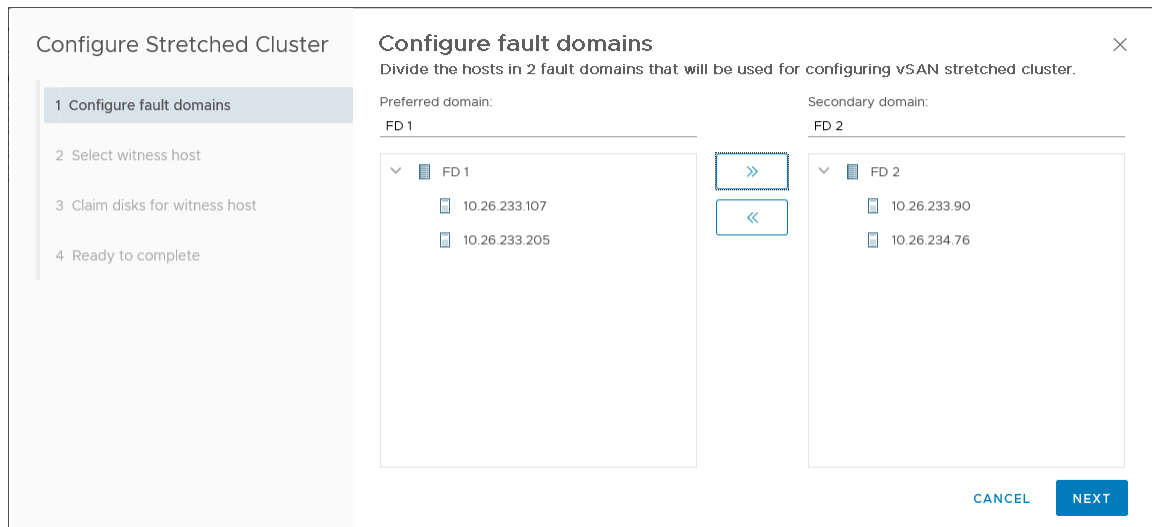 Configure Stretched Cluster
1 Configure fault domains
2 Select witness host
3 Claim disks for witness host
4 Ready to complete
Configure fault domains
Divide the hosts in 2 fault domains that will be used for configuring vSAN stretched cluster.
Preferred domain:
FD 1
FD 1
10.26.233.107
10.26.233.205
Secondary domain:
FD 2
FD 2
10.26.233.90
10.26.234.76
CANCEL
NEXT